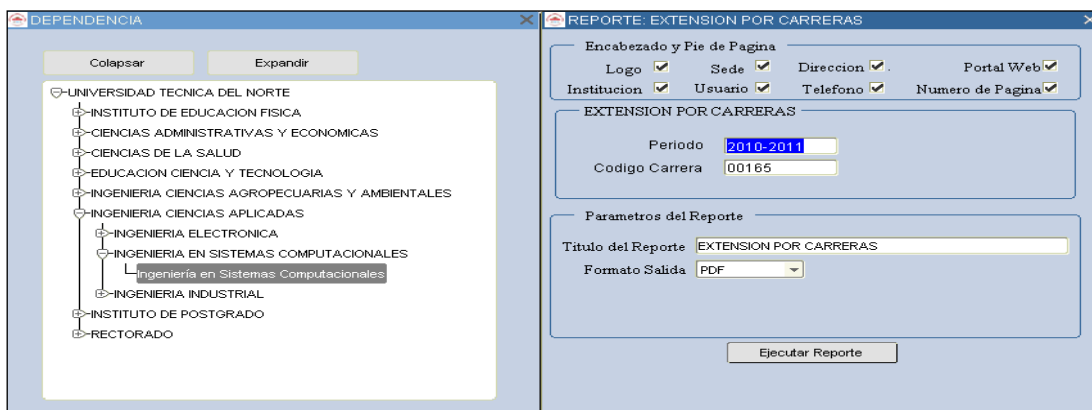 DEPENDENCIA
Colapsar Expandir
UNIVERSIDAD TECNICA DEL NORTE
INSTITUTO DE EDUCACION FISICA
CIENCIAS ADMINISTRATIVAS Y ECONOMICAS
CIENCIAS DE LA SALUD
EDUCACION CIENCIA Y TECNOLOGIA
INGENIERIA CIENCIAS AGROPECUARIAS Y AMBIENTALES
INGENIERIA CIENCIAS APLICADAS
INGENIERIA ELECTRONICA
INGENIERIA EN SISTEMAS COMPUTACIONALES
Ingeniería en Sistemas Computacionales
INGENIERIA INDUSTRIAL
INSTITUTO DE POSTGRADO
RECTORADO
REPORTE: EXTENSION POR CARRERAS
Encabezado y Pie de Pagina
Logo Sede Direccion . Portal Web
Institucion Usuario Telefono Numero de Pagina
EXTENSION POR CARRERAS
Periodo 2010-2011
Codigo Carrera 00165
Parametros del Reporte
Titulo del Reporte EXTENSION POR CARRERAS
Formato Salida PDF
Ejecutar Reporte